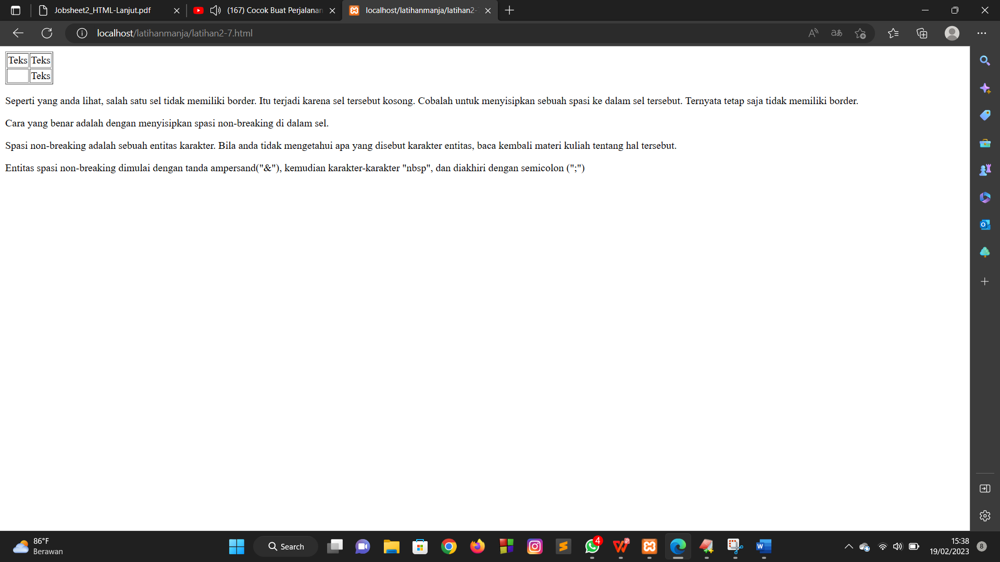 Jobsheet2_HTML-Lanjut.pdf
(167) Cocok Buat Perjalanan
localhost/latihanmanja/latihan2-
localhost/latihanmanja/latihan2-7.html
Teks Teks
Teks
Seperti yang anda lihat, salah satu sel tidak memiliki border. Itu terjadi karena sel tersebut kosong. Cobalah untuk menyisipkan sebuah spasi ke dalam sel tersebut. Ternyata tetap saja tidak memiliki border.
Cara yang benar adalah dengan menyisipkan spasi non-breaking di dalam sel.
Spasi non-breaking adalah sebuah entitas karakter. Bila anda tidak mengetahui apa yang disebut karakter entitas, baca kembali materi kuliah tentang hal tersebut.
Entitas spasi non-breaking dimulai dengan tanda ampersand("&"), kemudian karakter-karakter "nbsp", dan diakhiri dengan semicolon (";")
86°F
Berawan
Search
4
15:38
19/02/2023
8